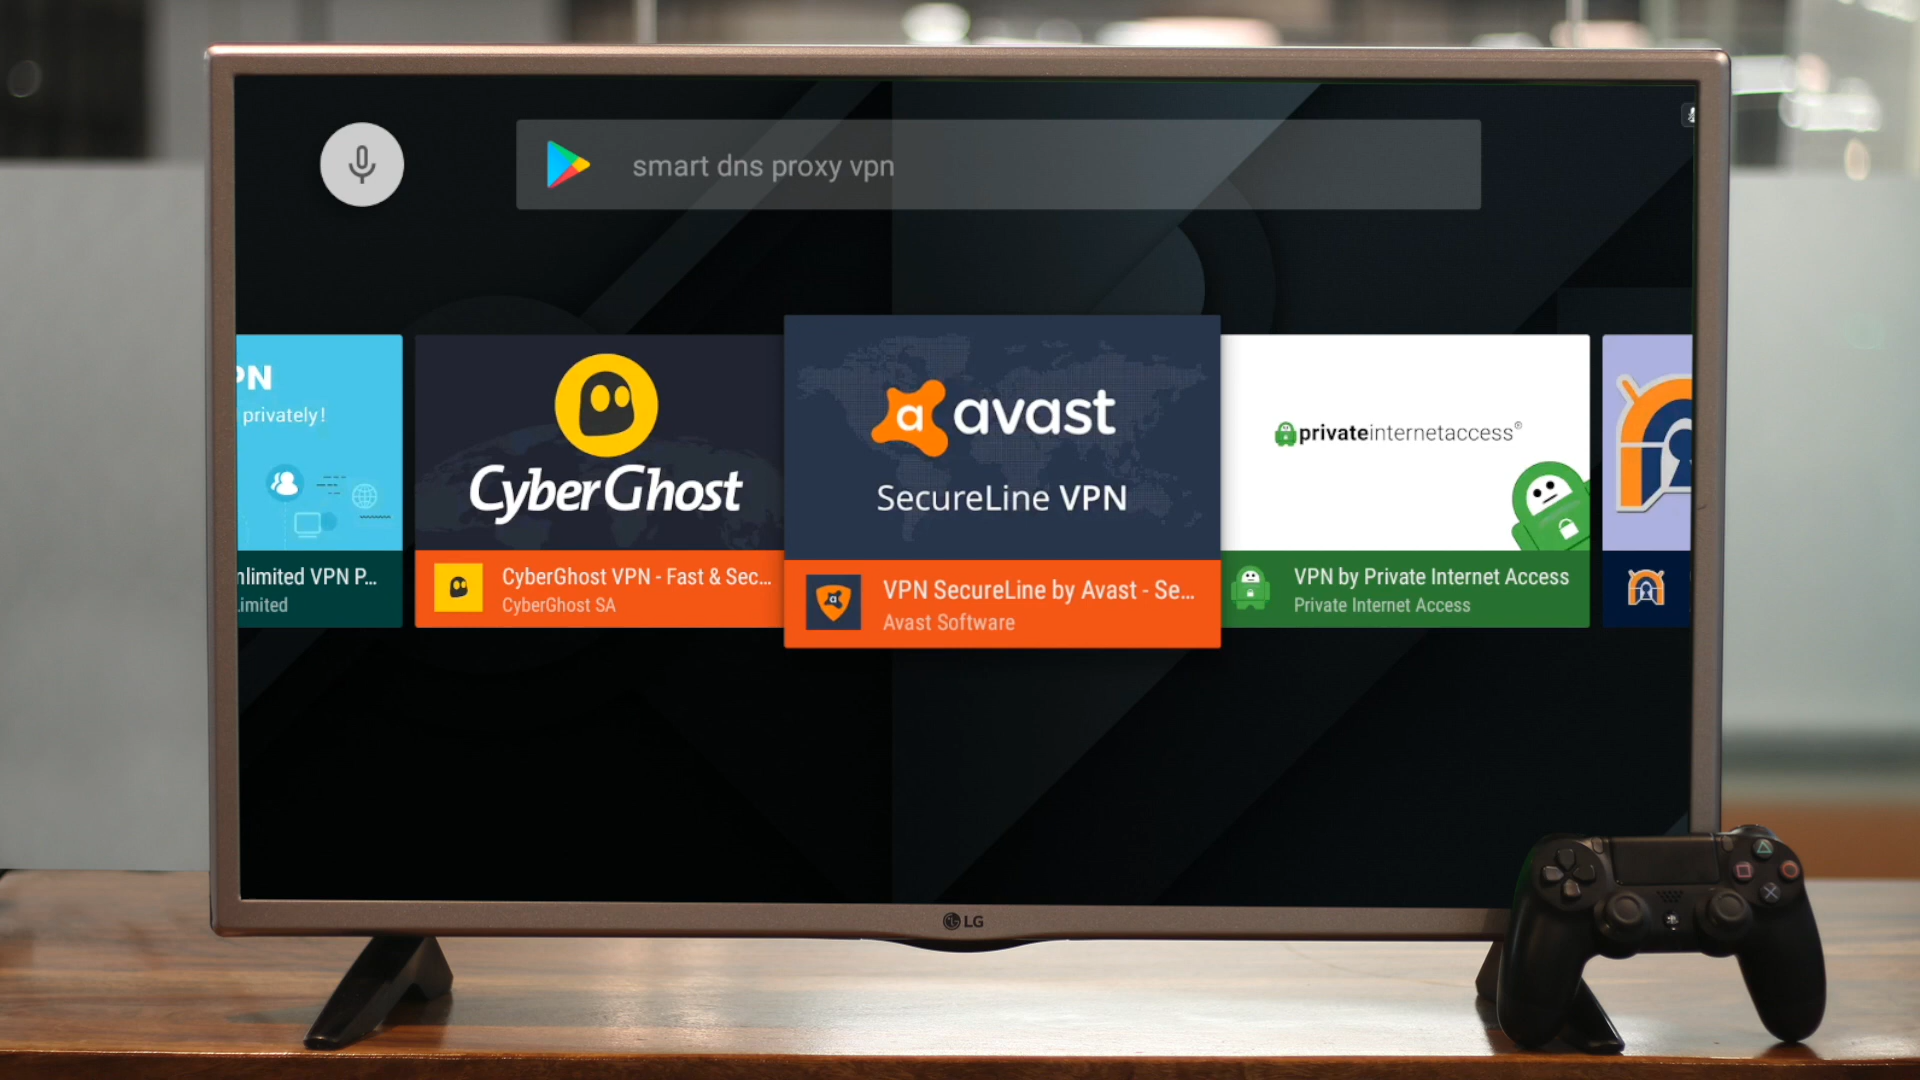 smart dns proxy vpn
PN
privately!
nlimited VPN P...
Limited
CyberGhost
CyberGhost VPN - Fast & Sec...
CyberGhost SA
a avast
SecureLine VPN
VPN SecureLine by Avast - Se...
Avast Software
privateinternetaccess®
VPN by Private Internet Access
Private Internet Access
LG